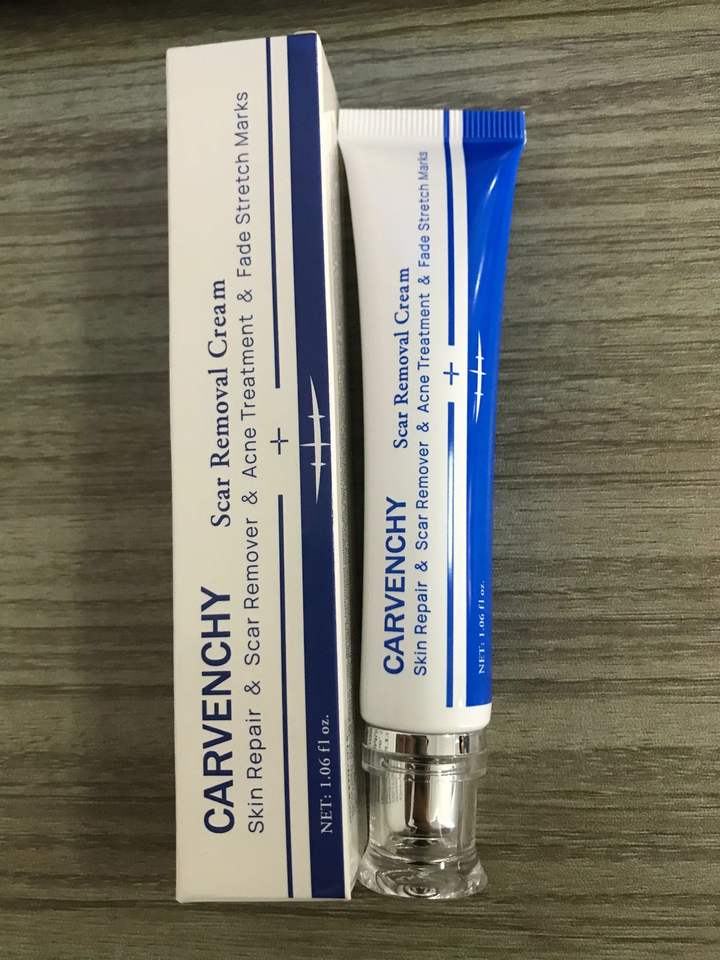 CARVENCHY Scar Removal Cream
Skin Repair & Scar Remover & Acne Treatment & Fade Stretch Marks
NET: 1.06 fl oz.
CARVENCHY Scar Removal Cream
Skin Repair & Scar Remover & Acne Treatment & Fade Stretch Marks
NET: 1.06 fl oz.